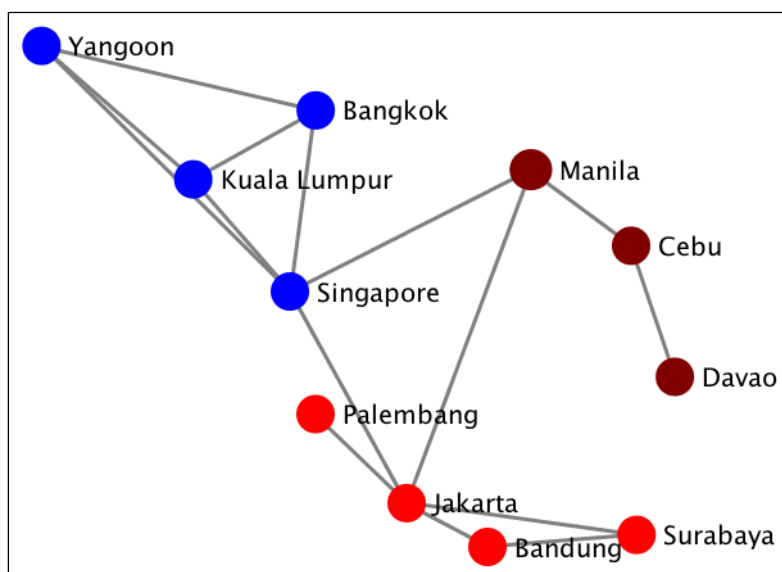 Yangoon
Bangkok
Kuala Lumpur
Manila
Cebu
Singapore
Davao
Palembang
Jakarta
Surabaya
Bandung